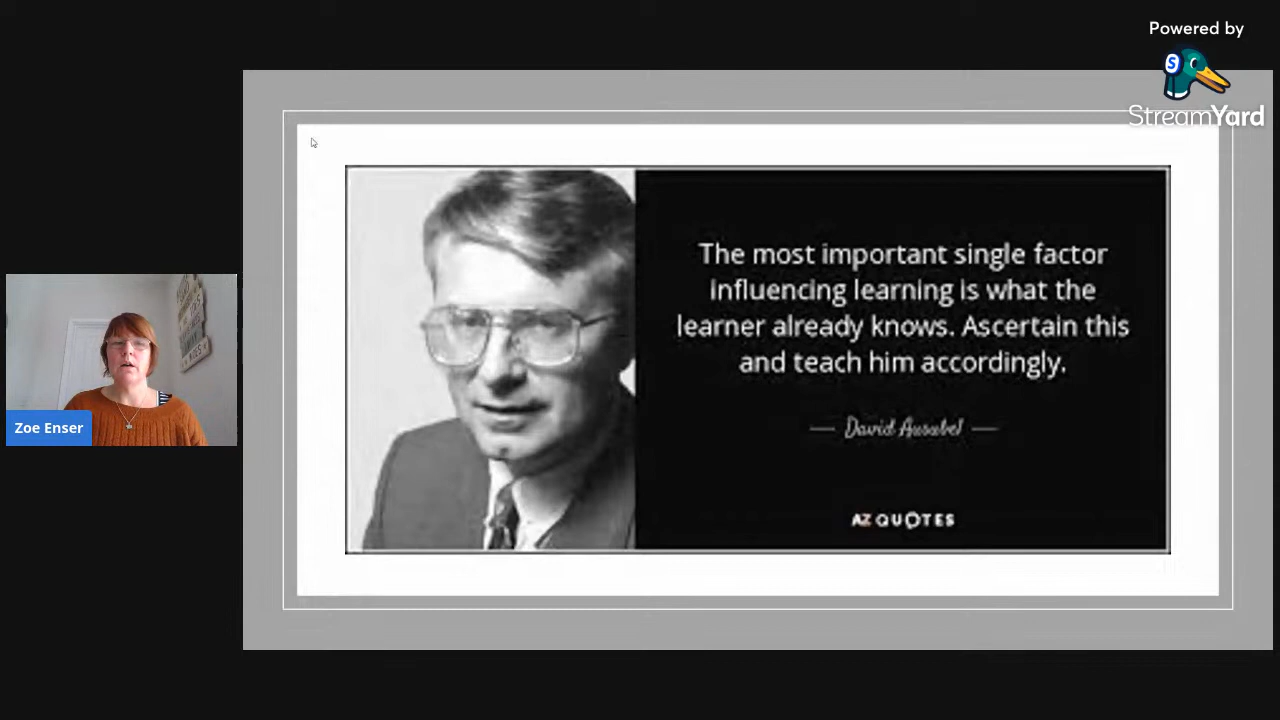 Powered by
S
StreamYard
The most important single factor
influencing learning is what the
learner already knows. Ascertain this
and teach him accordingly.
David Ausubel
AZ QUOTES
Zoe Enser